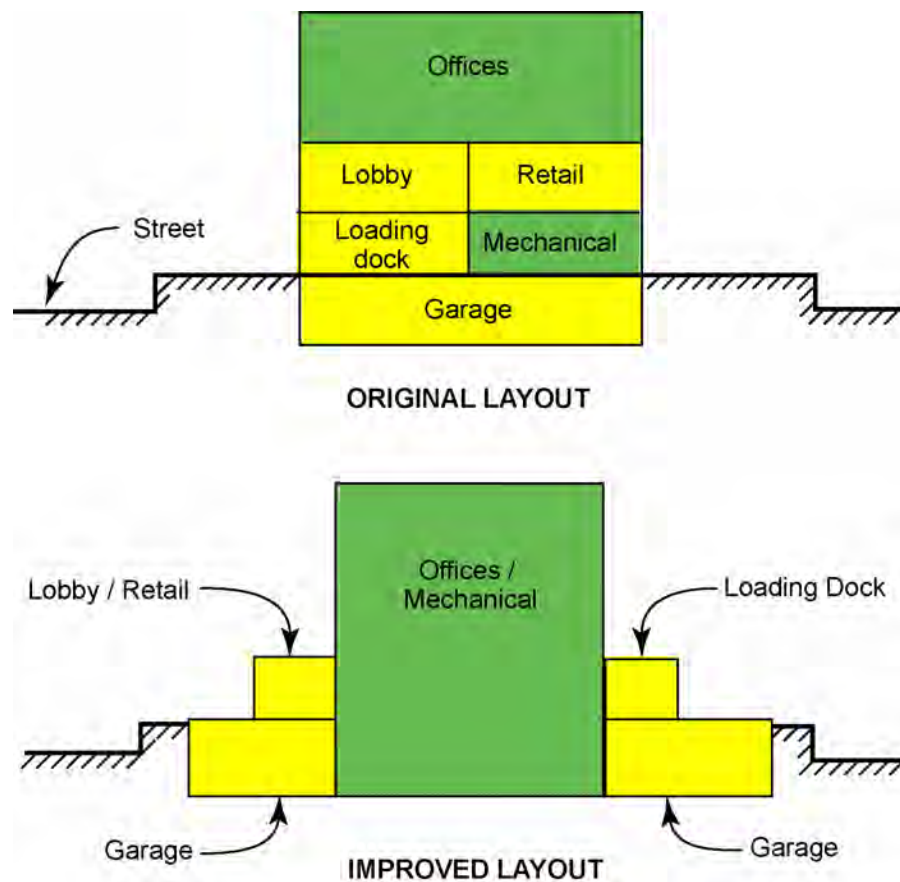 Offices
Lobby
Retail
Street
Loading
dock
Mechanical
Garage
ORIGINAL LAYOUT
Offices /
Mechanical
Lobby / Retail
Loading Dock
Garage
Garage
IMPROVED LAYOUT